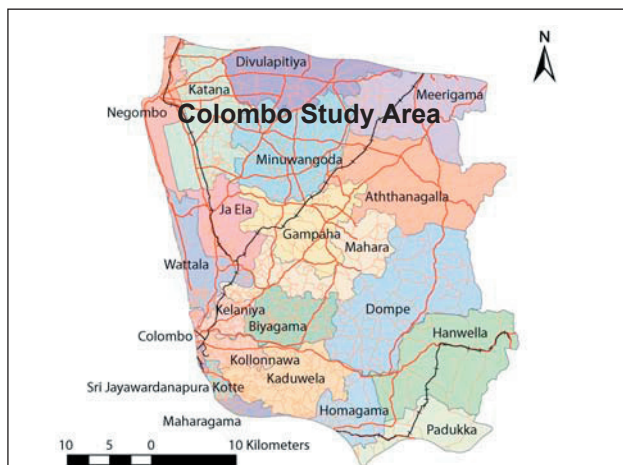 N
Divulapitiya
Katana
Meerigama
Negombo
Colombo Study Area
Minuwangoda
Aththanagalla
Ja Ela
Gampaha
Mahara
Wattala
Kelaniya
Dompe
Biyagama
Hanwella
Colombo
Kollonnawa
Kaduwela
Sri Jayawardanapura Kotte
Homagama
Maharagama
Padukka
10 5 0 10 Kilometers